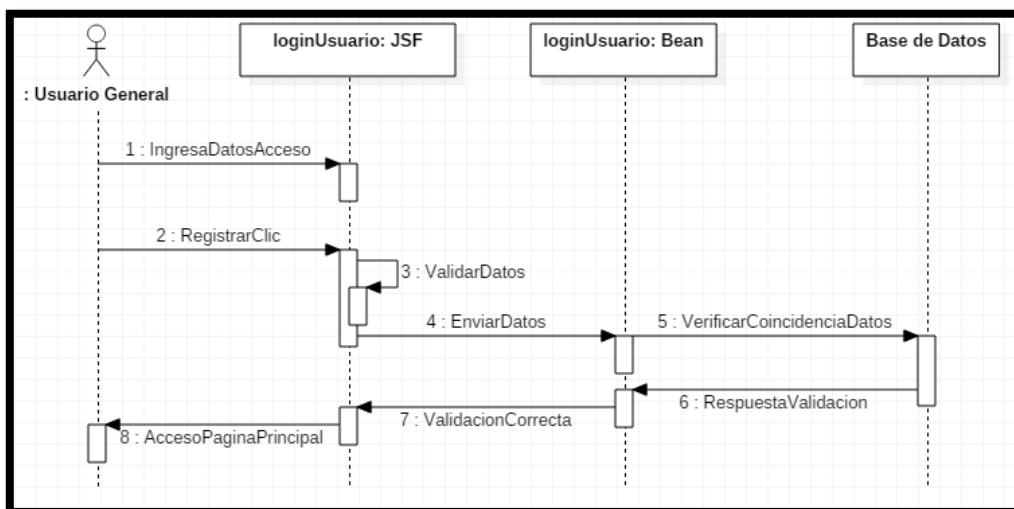 loginUsuario: JSF
loginUsuario: Bean
Base de Datos
: Usuario General
1 : IngresaDatosAcceso
2 : RegistrarClic
3 : ValidarDatos
4 : EnviarDatos
5 : VerificarCoincidenciaDatos
6 : RespuestaValidacion
7 : ValidacionCorrecta
8 : AccesoPaginaPrincipal